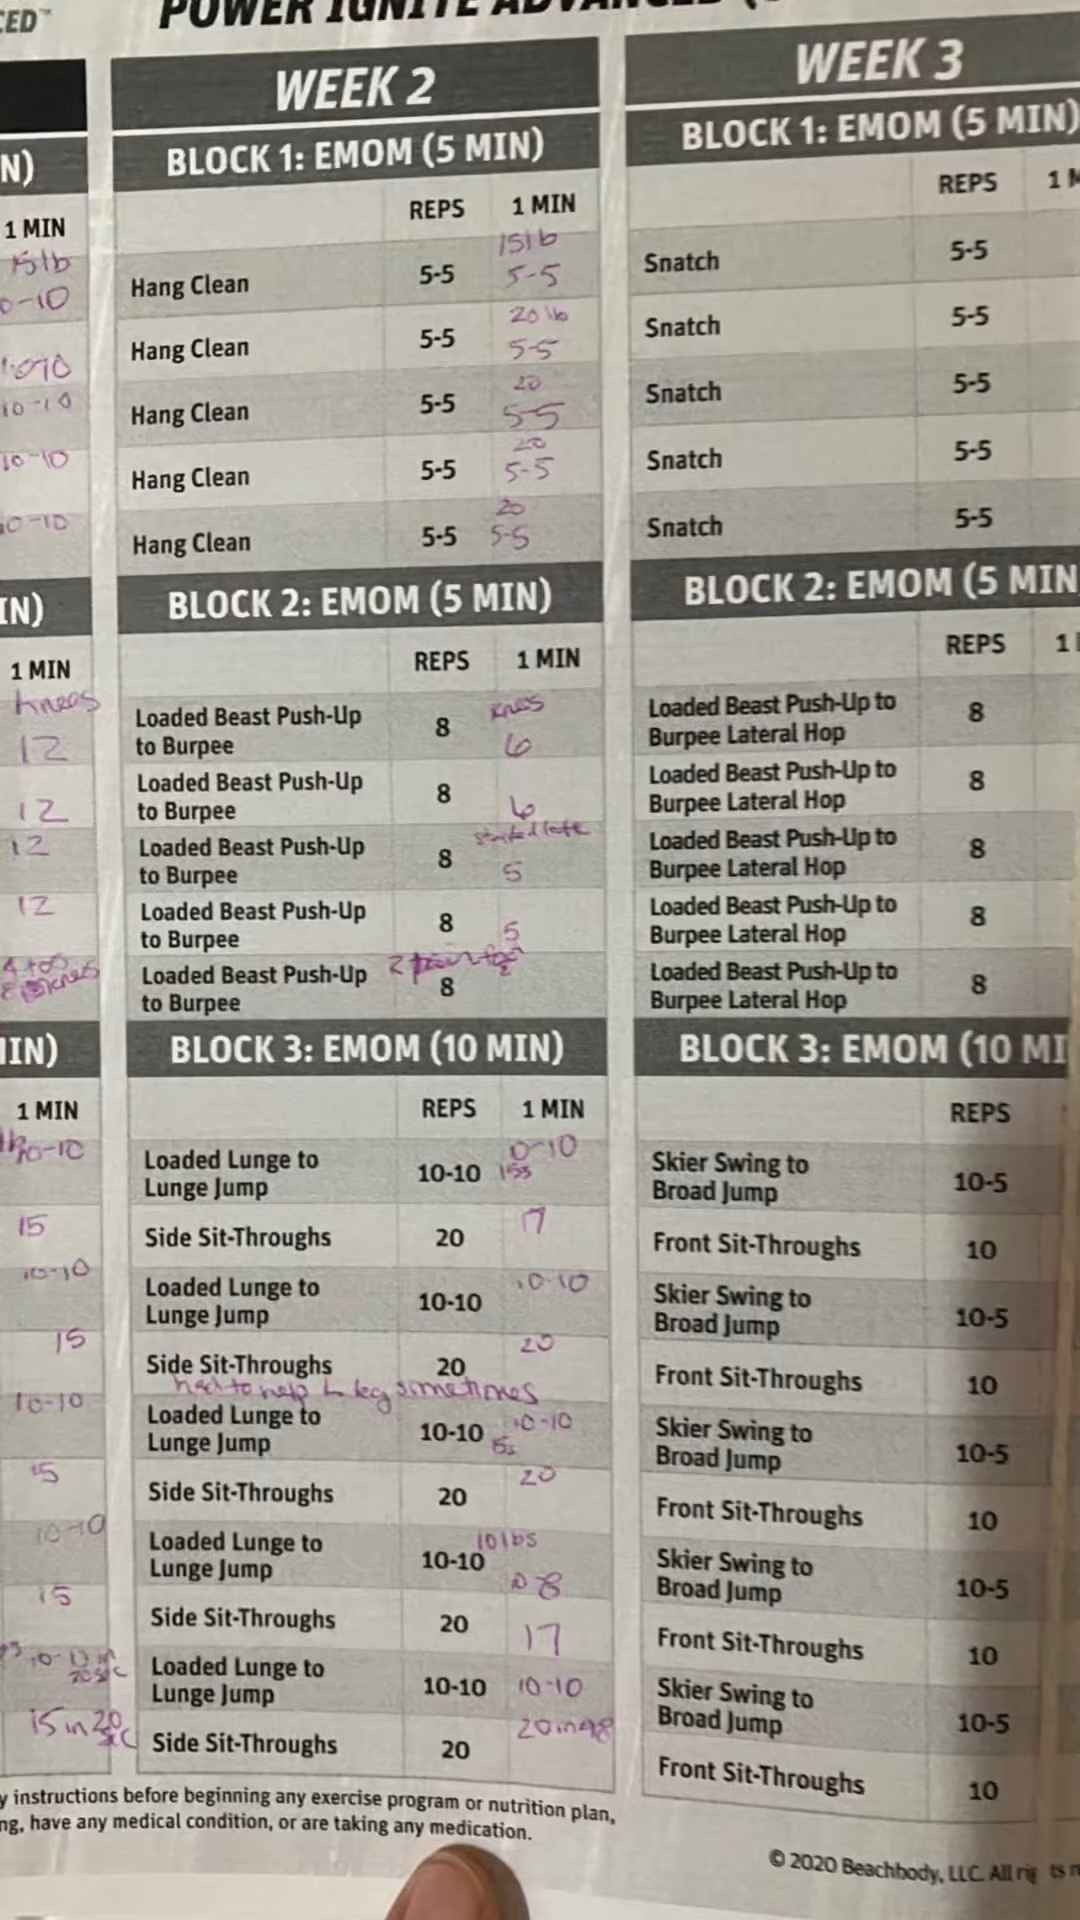 CED™
POWER IGNITE ADVANCED
N)
1 MIN
15lb
0-10
10-10
10-10
0-10
IN)
1 MIN
knees
12
12
12
12
IN)
1 MIN
10-10
15
10-10
15
10-10
15
10-10
15
15 in 20 sec
WEEK 2
BLOCK 1: EMOM (5 MIN)
REPS 1 MIN
15lb
Hang Clean 5-5 5-5
20 lb
Hang Clean 5-5 5-5
20
Hang Clean 5-5 5-5
20
Hang Clean 5-5 5-5
20
Hang Clean 5-5 5-5
BLOCK 2: EMOM (5 MIN)
REPS 1 MIN
knees
Loaded Beast Push-Up
to Burpee 8 6
Loaded Beast Push-Up
to Burpee 8 6
started late
Loaded Beast Push-Up
to Burpee 8 5
Loaded Beast Push-Up
to Burpee 8 5
Loaded Beast Push-Up
to Burpee 8
BLOCK 3: EMOM (10 MIN)
REPS 1 MIN
Loaded Lunge to
Lunge Jump 10-10 0-10
15s
Side Sit-Throughs 20 17
Loaded Lunge to
Lunge Jump 10-10 10-10
Side Sit-Throughs 20 20
had to help L leg sometimes
Loaded Lunge to
Lunge Jump 10-10 10-10
15s
Side Sit-Throughs 20 20
Loaded Lunge to 10lbs
Lunge Jump 10-10 10-8
Side Sit-Throughs 20 17
Loaded Lunge to
Lunge Jump 10-10 10-10
Side Sit-Throughs 20 20 in
WEEK 3
BLOCK 1: EMOM (5 MIN)
REPS 1 M
Snatch 5-5
Snatch 5-5
Snatch 5-5
Snatch 5-5
Snatch 5-5
BLOCK 2: EMOM (5 MIN
REPS 1
Loaded Beast Push-Up to
Burpee Lateral Hop 8
Loaded Beast Push-Up to
Burpee Lateral Hop 8
Loaded Beast Push-Up to
Burpee Lateral Hop 8
Loaded Beast Push-Up to
Burpee Lateral Hop 8
Loaded Beast Push-Up to
Burpee Lateral Hop 8
BLOCK 3: EMOM (10 MI
REPS
Skier Swing to
Broad Jump 10-5
Front Sit-Throughs 10
Skier Swing to
Broad Jump 10-5
Front Sit-Throughs 10
Skier Swing to
Broad Jump 10-5
Front Sit-Throughs 10
Skier Swing to
Broad Jump 10-5
Front Sit-Throughs 10
Skier Swing to
Broad Jump 10-5
Front Sit-Throughs 10
y instructions before beginning any exercise program or nutrition plan,
ng, have any medical condition, or are taking any medication.
© 2020 Beachbody, LLC. All